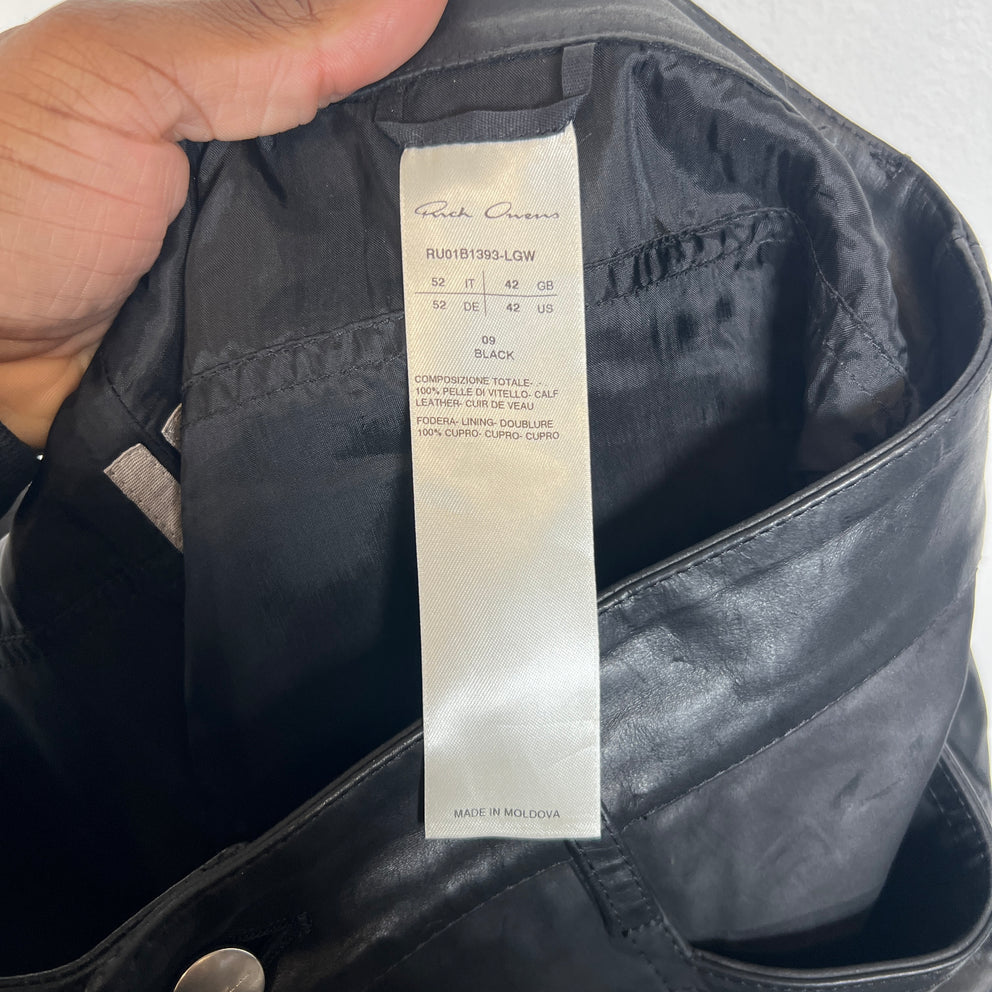 Rick Owens
RU01B1393-LGW
52 IT 42 GB
52 DE 42 US
09
BLACK
COMPOSIZIONE TOTALE- .-
100% PELLE DI VITELLO- CALF
LEATHER- CUIR DE VEAU
FODERA- LINING- DOUBLURE
100% CUPRO- CUPRO- CUPRO
MADE IN MOLDOVA